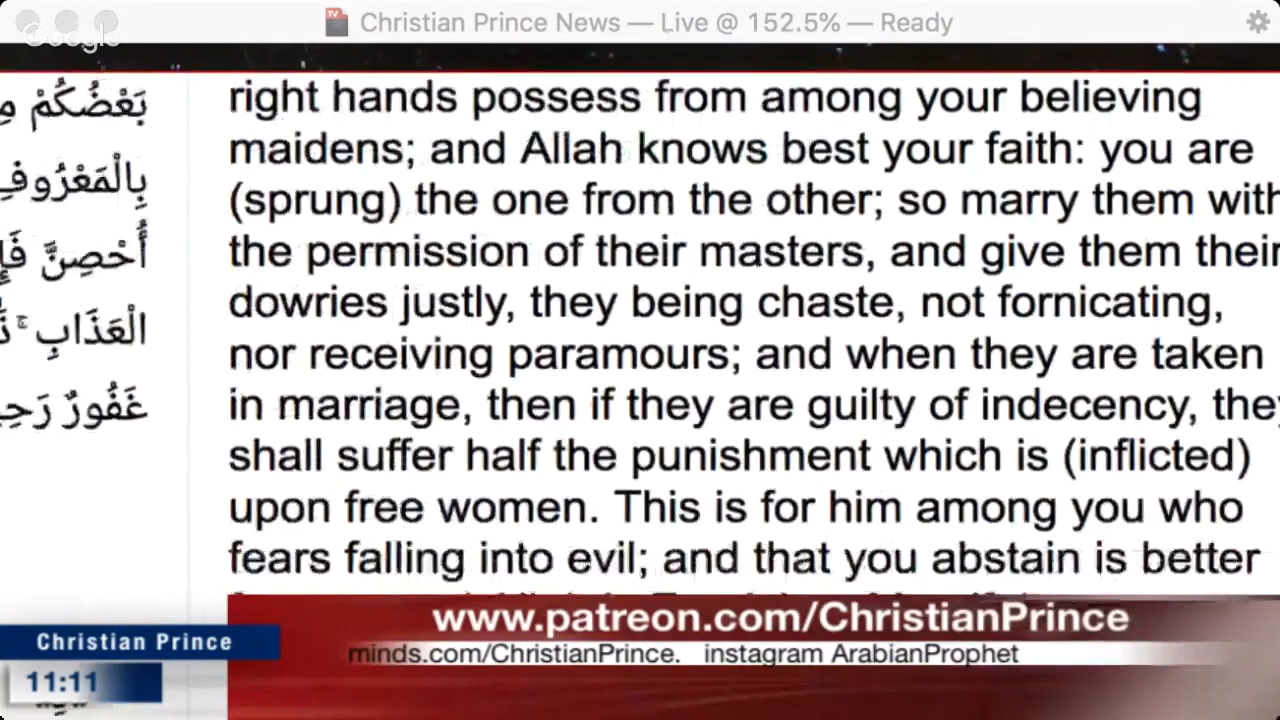 Christian Prince News — Live @ 152.5% — Ready
Google
بَعْضُكُمْ
بِالْمَعْرُوفِ
أُحْصِنَّ
الْعَذَابِ ۚ
غَفُورٌ
right hands possess from among your believing
maidens; and Allah knows best your faith: you are
(sprung) the one from the other; so marry them with
the permission of their masters, and give them their
dowries justly, they being chaste, not fornicating,
nor receiving paramours; and when they are taken
in marriage, then if they are guilty of indecency, they
shall suffer half the punishment which is (inflicted)
upon free women. This is for him among you who
fears falling into evil; and that you abstain is better
www.patreon.com/ChristianPrince
minds.com/ChristianPrince. instagram ArabianProphet
Christian Prince
11:11